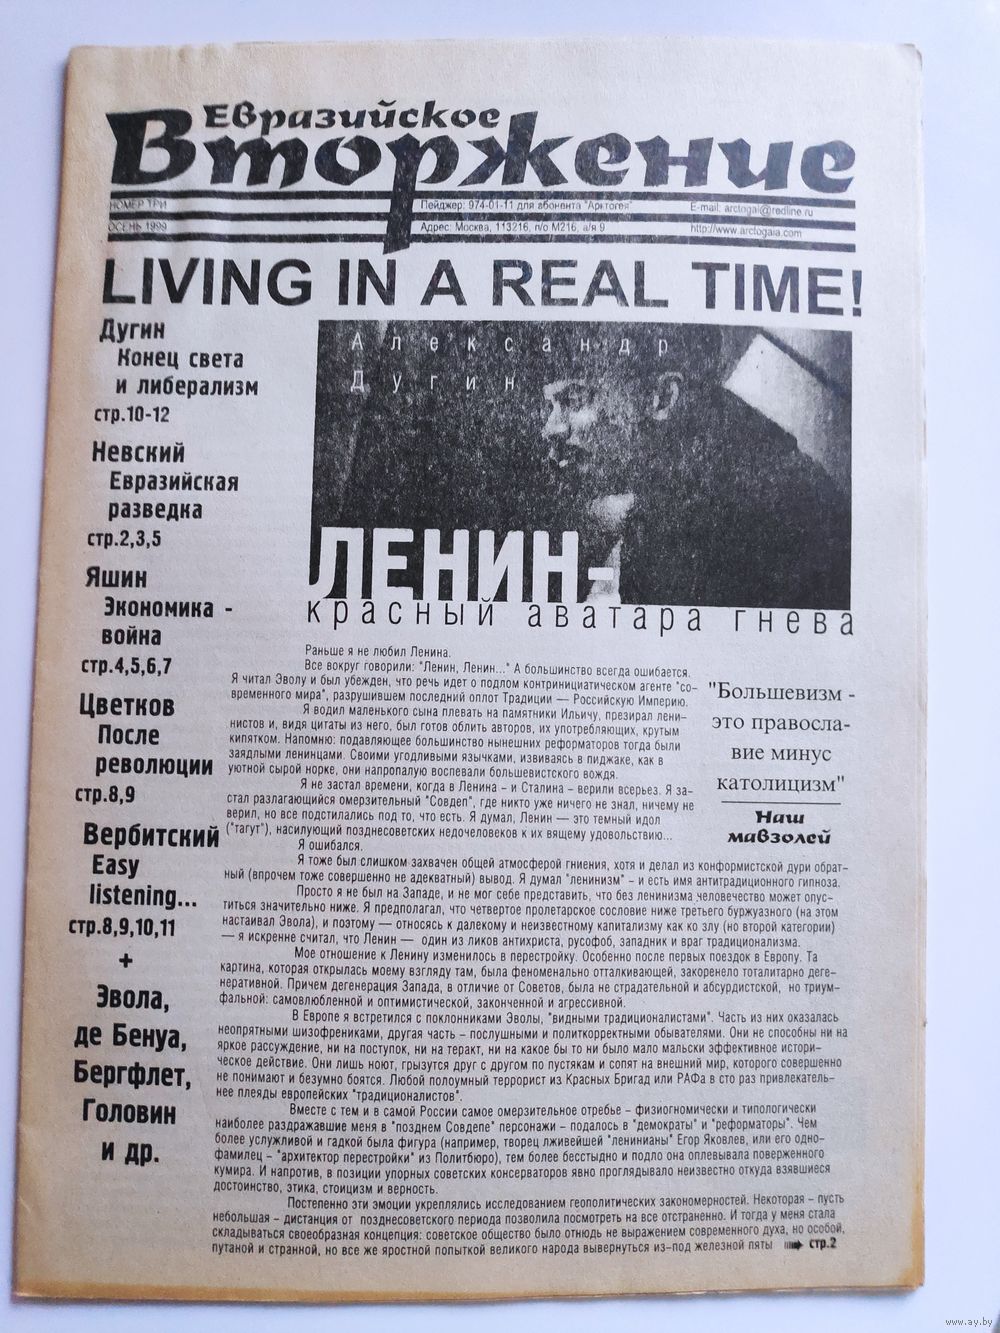 Евразийское
Вторжение
НОМЕР ТРИ
ОСЕНЬ 1999
Пейджер: 974-01-11 для абонента "Арктогея"
Адрес: Москва, 113216, п/о М216, а/я 9
E-mail: arctogai@redline.ru
http://www.arctogaia.com
LIVING IN A REAL TIME!
Дугин
Конец света
и либерализм
стр.10-12
Невский
Евразийская
разведка
стр.2,3,5
Яшин
Экономика -
война
стр.4,5,6,7
Цветков
После
революции
стр.8,9
Вербитский
Easy
listening...
стр.8,9,10,11
+
Эвола,
де Бенуа,
Бергфлет,
Головин
и др.
Александр
Дугин
ЛЕНИН-
красный аватара гнева
Раньше я не любил Ленина.
Все вокруг говорили: "Ленин, Ленин..." А большинство всегда ошибается.
Я читал Эволу и был убежден, что речь идет о подлом контринициатическом агенте "со-
временного мира", разрушившем последний оплот Традиции — Российскую Империю.
Я водил маленького сына плевать на памятники Ильичу, презирал лени-
нистов и, видя цитаты из него, был готов облить авторов, их употребляющих, крутым
кипятком. Напомню: подавляющее большинство нынешних реформаторов тогда были
заядлыми ленинцами. Своими угодливыми язычками, извиваясь в пиджаке, как в
уютной сырой норке, они напропалую воспевали большевистского вождя.
Я не застал времени, когда в Ленина - и Сталина - верили всерьез. Я за-
стал разлагающийся омерзительный "Совдеп", где никто уже ничего не знал, ничему не
верил, но все подстилались под то, что есть. Я думал, Ленин — это темный идол
("тагут"), насилующий позднесоветских недочеловеков к их вящему удовольствию...
Я ошибался.
Я тоже был слишком захвачен общей атмосферой гниения, хотя и делал из конформистской дури обрат-
ный (впрочем тоже совершенно не адекватный) вывод. Я думал "ленинизм" - и есть имя антитрадиционного гипноза.
Просто я не был на Западе, и не мог себе представить, что без ленинизма человечество может опус-
титься значительно ниже. Я предполагал, что четвертое пролетарское сословие ниже третьего буржуазного (на этом
настаивал Эвола), и поэтому — относясь к далекому и неизвестному капитализму как ко злу (но второй категории)
— я искренне считал, что Ленин — один из ликов антихриста, русофоб, западник и враг традиционализма.
Мое отношение к Ленину изменилось в перестройку. Особенно после первых поездок в Европу. Та
картина, которая открылась моему взгляду там, была феноменально отталкивающей, закоренело тоталитарно деге-
неративной. Причем дегенерация Запада, в отличие от Советов, была не страдательной и абсурдистской, но триум-
фальной: самовлюбленной и оптимистической, законченной и агрессивной.
В Европе я встретился с поклонниками Эволы, "видными традиционалистами". Часть из них оказалась
неопрятными шизофрениками, другая часть – послушными и политкорректными обывателями. Они не способны ни на
яркое рассуждение, ни на поступок, ни на теракт, ни на какое бы то ни было мало мальски эффективное истори-
ческое действие. Они лишь ноют, грызутся друг с другом по пустякам и сопят на внешний мир, которого совершенно
не понимают и безумно боятся. Любой полоумный террорист из Красных Бригад или РАФа в сто раз привлекатель-
нее плеяды европейских "традиционалистов".
Вместе с тем и в самой России самое омерзительное отребье – физиогномически и типологически
наиболее раздражавшие меня в "позднем Совдепе" персонажи – подалось в "демократы" и "реформаторы". Чем
более услужливой и гадкой была фигура (например, творец лживейшей "ленинианы" Егор Яковлев, или его одно-
фамилец - "архитектор перестройки" из Политбюро), тем более бесстыдно и подло она оплевывала поверженного
кумира. И напротив, в позиции упорных советских консерваторов явно проглядывало неизвестно откуда взявшиеся
достоинство, этика, стоицизм и верность.
Постепенно эти эмоции укреплялись исследованием геополитических закономерностей. Некоторая – пусть
небольшая – дистанция от позднесоветского периода позволила посмотреть на все отстраненно. И тогда у меня стала
складываться своеобразная концепция: советское общество было отнюдь не выражением современного духа, но особой,
путаной и странной, но все же яростной попыткой великого народа вывернуться из–под железной пяты стр.2
"Большевизм -
это правосла-
вие минус
католицизм"
Наш
мавзолей
www.ay.by